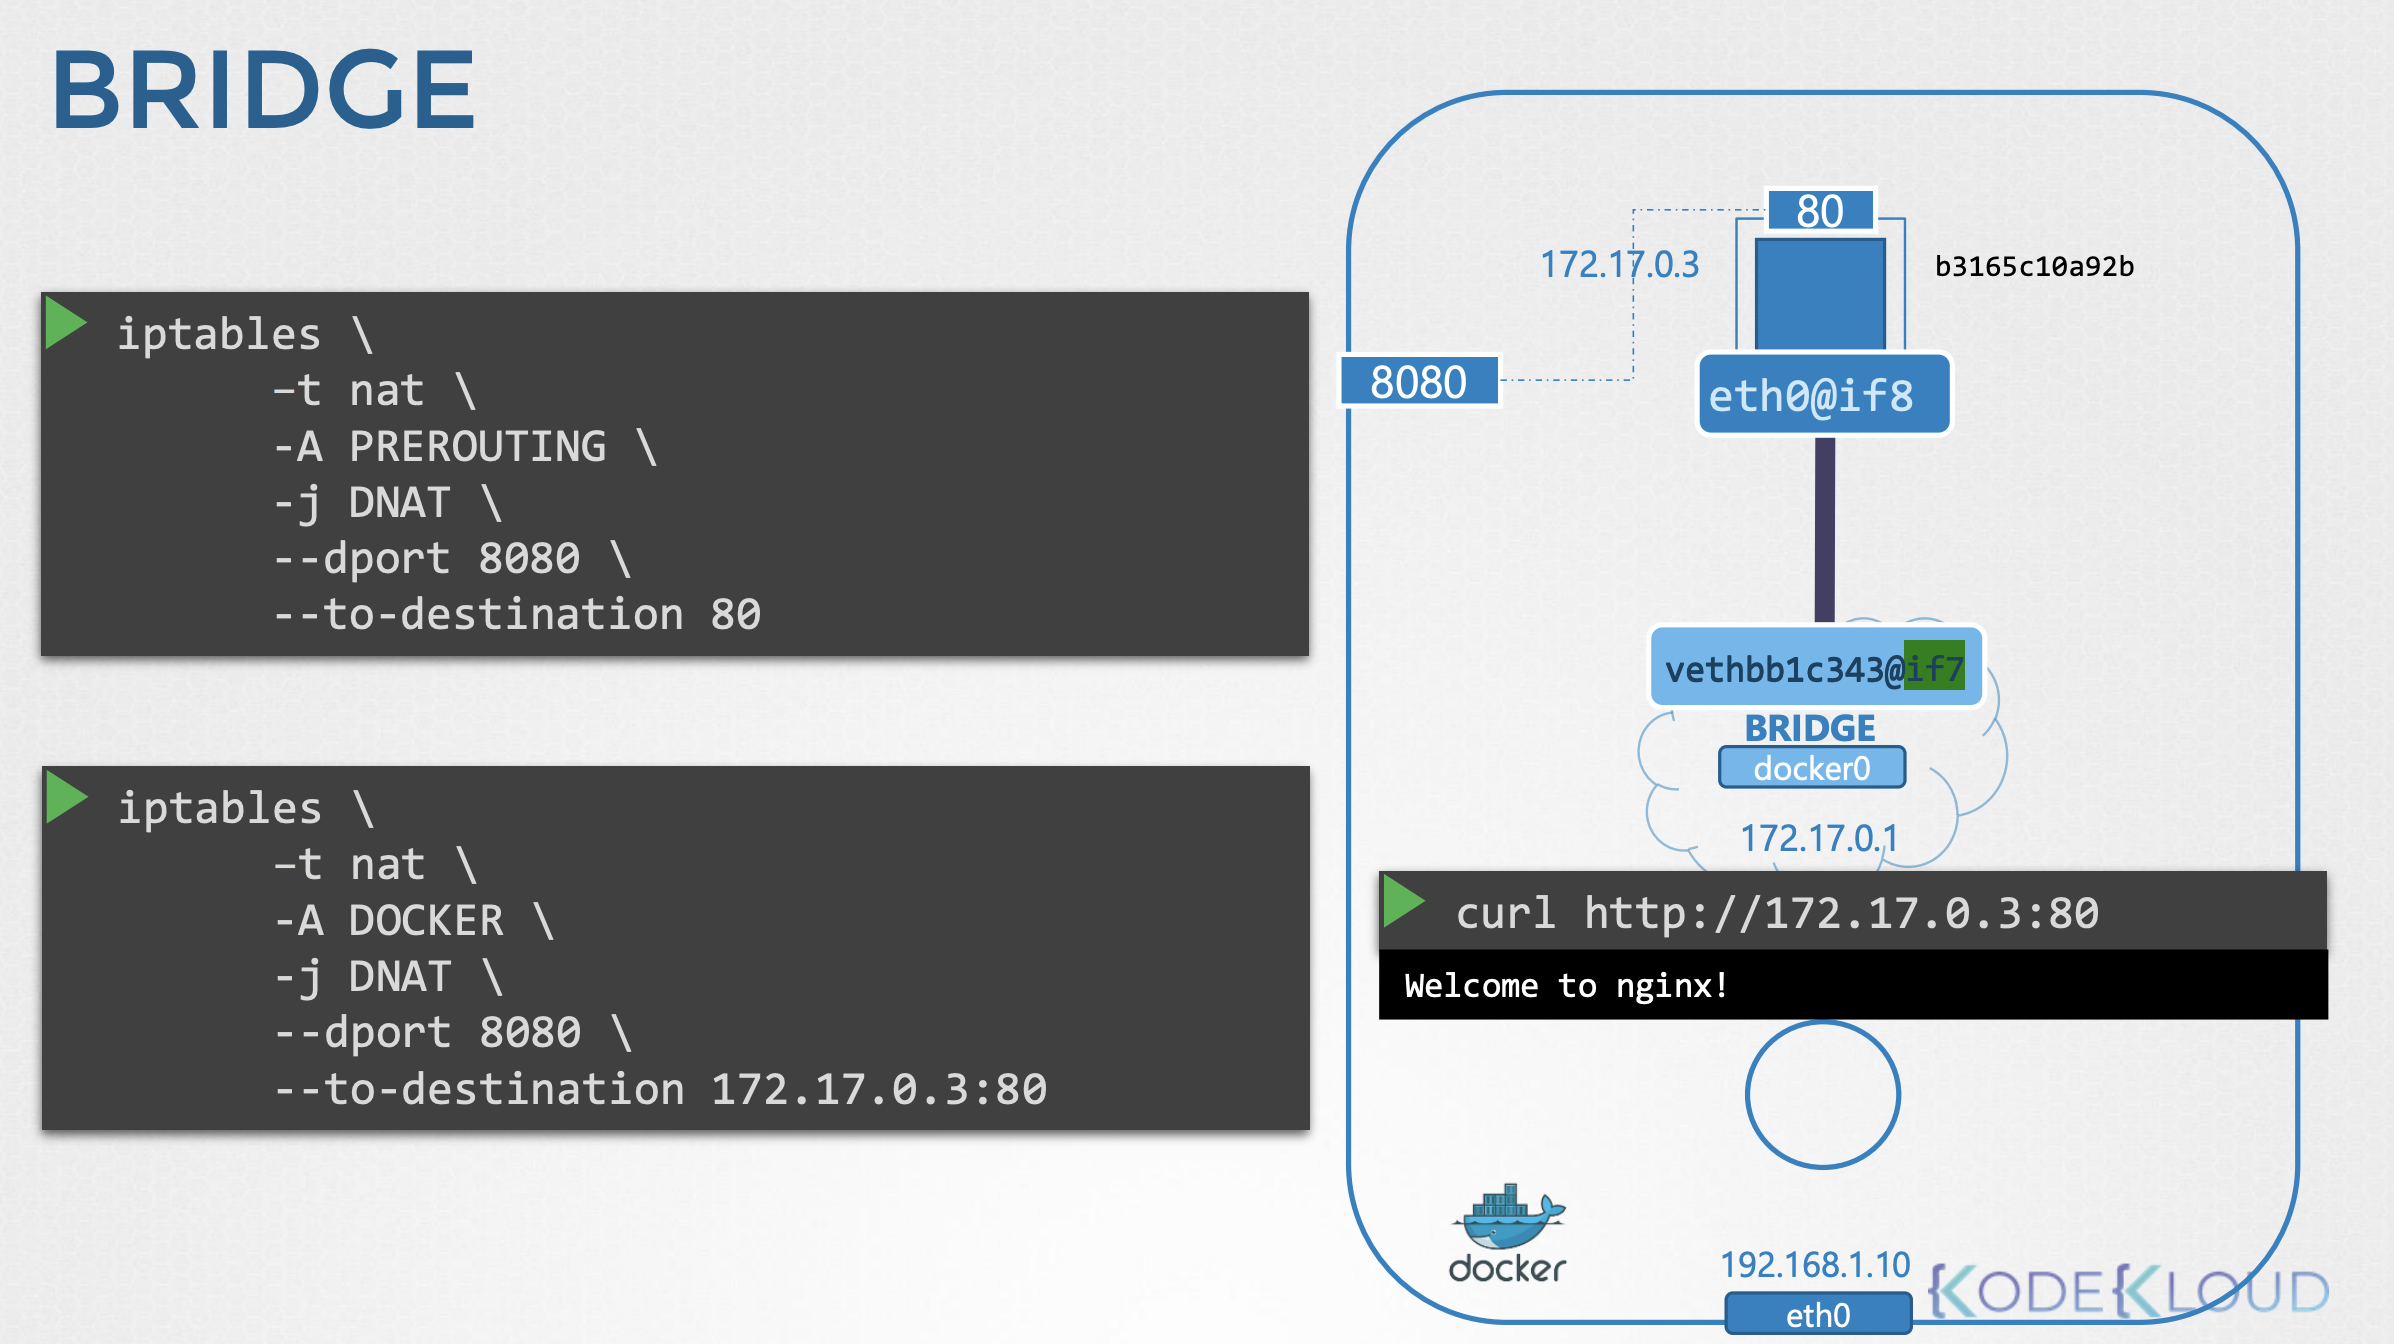 BRIDGE
iptables \
–t nat \
-A PREROUTING \
-j DNAT \
--dport 8080 \
--to-destination 80
iptables \
–t nat \
-A DOCKER \
-j DNAT \
--dport 8080 \
--to-destination 172.17.0.3:80
80
172.17.0.3
b3165c10a92b
8080
eth0@if8
vethbb1c343@if7
BRIDGE
docker0
172.17.0.1
curl http://172.17.0.3:80
Welcome to nginx!
docker
192.168.1.10
eth0
KODEKLOUD